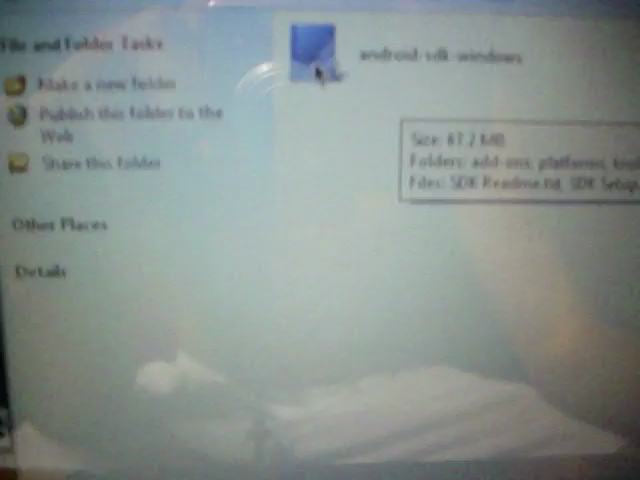 File and Folder Tasks
Make a new folder
Publish this folder to the
Web
Share this folder
Other Places
Details
android-sdk-windows
Size: 67.2 MB
Folders: add-ons, platforms,
Files: SDK Readme.txt, SDK Setup.